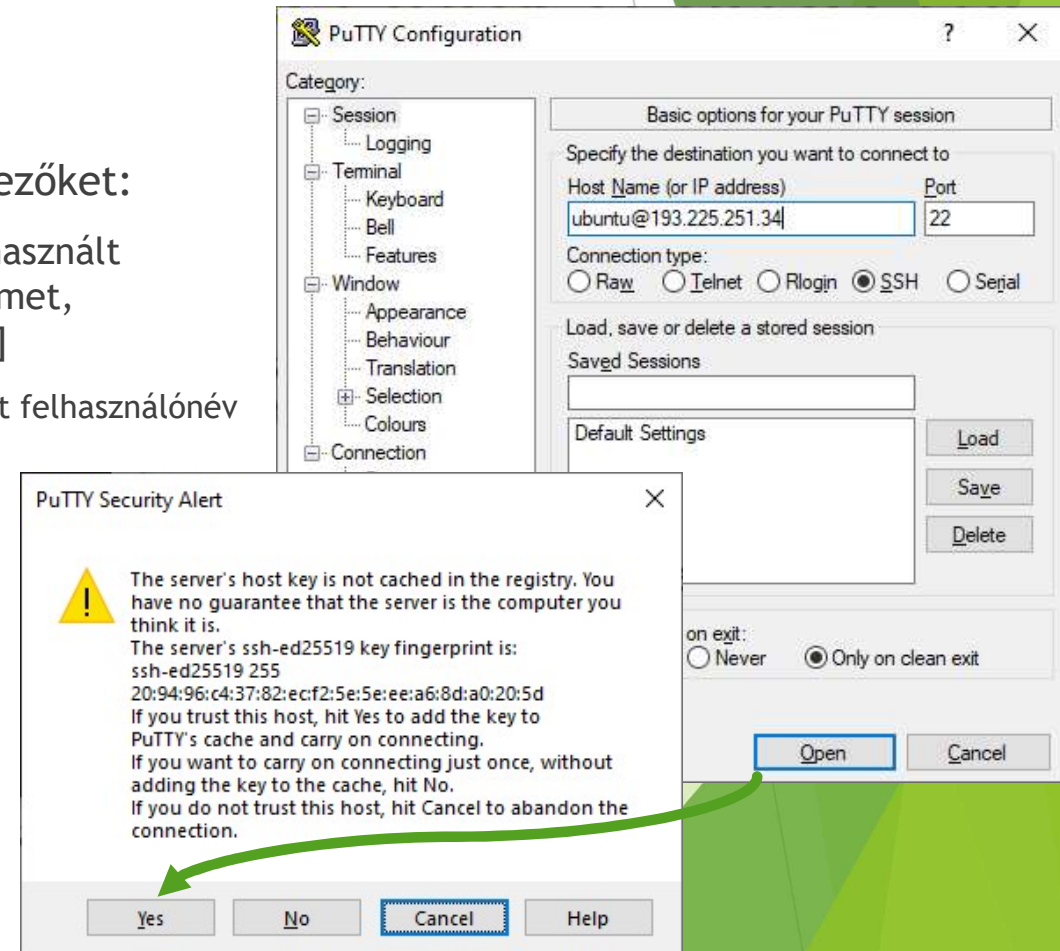 ezőket:
használt
met,
]
t felhasználónév
PuTTY Configuration
?
Category:
Session
Logging
Terminal
Keyboard
Bell
Features
Window
Appearance
Behaviour
Translation
Selection
Colours
Connection
Basic options for your PuTTY session
Specify the destination you want to connect to
Host Name (or IP address) Port
ubuntu@193.225.251.34 22
Connection type:
Raw Telnet Rlogin SSH Serial
Load, save or delete a stored session
Saved Sessions
Default Settings
Load
Save
Delete
on exit:
Never Only on clean exit
Open Cancel
PuTTY Security Alert
The server's host key is not cached in the registry. You
have no guarantee that the server is the computer you
think it is.
The server's ssh-ed25519 key fingerprint is:
ssh-ed25519 255
20:94:96:c4:37:82:ec:f2:5e:5e:ee:a6:8d:a0:20:5d
If you trust this host, hit Yes to add the key to
PuTTY's cache and carry on connecting.
If you want to carry on connecting just once, without
adding the key to the cache, hit No.
If you do not trust this host, hit Cancel to abandon the
connection.
Yes No Cancel Help